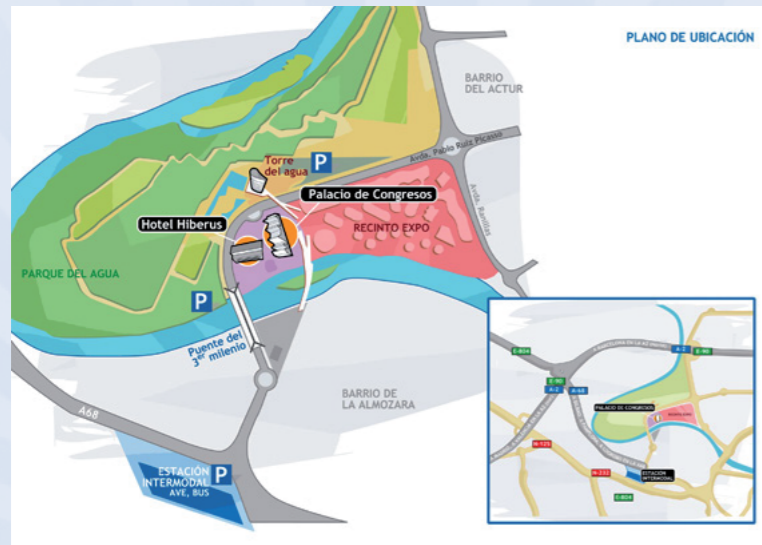 PLANO DE UBICACIÓN
BARRIO
DEL ACTUR
Avda. Pablo Ruiz Picasso
P
Torre
del agua
Palacio de Congresos
Avda. Ranillas
Hotel Hiberus
RECINTO EXPO
PARQUE DEL AGUA
P
Puente del
3er milenio
BARRIO DE
LA ALMOZARA
A68
ESTACIÓN
INTERMODAL
AVE, BUS
P
A-2
E-90
E-804
E-90
A-2
A-68
PALACIO DE CONGRESOS
N-125
N-232
ESTACIÓN
INTERMODAL
E-804